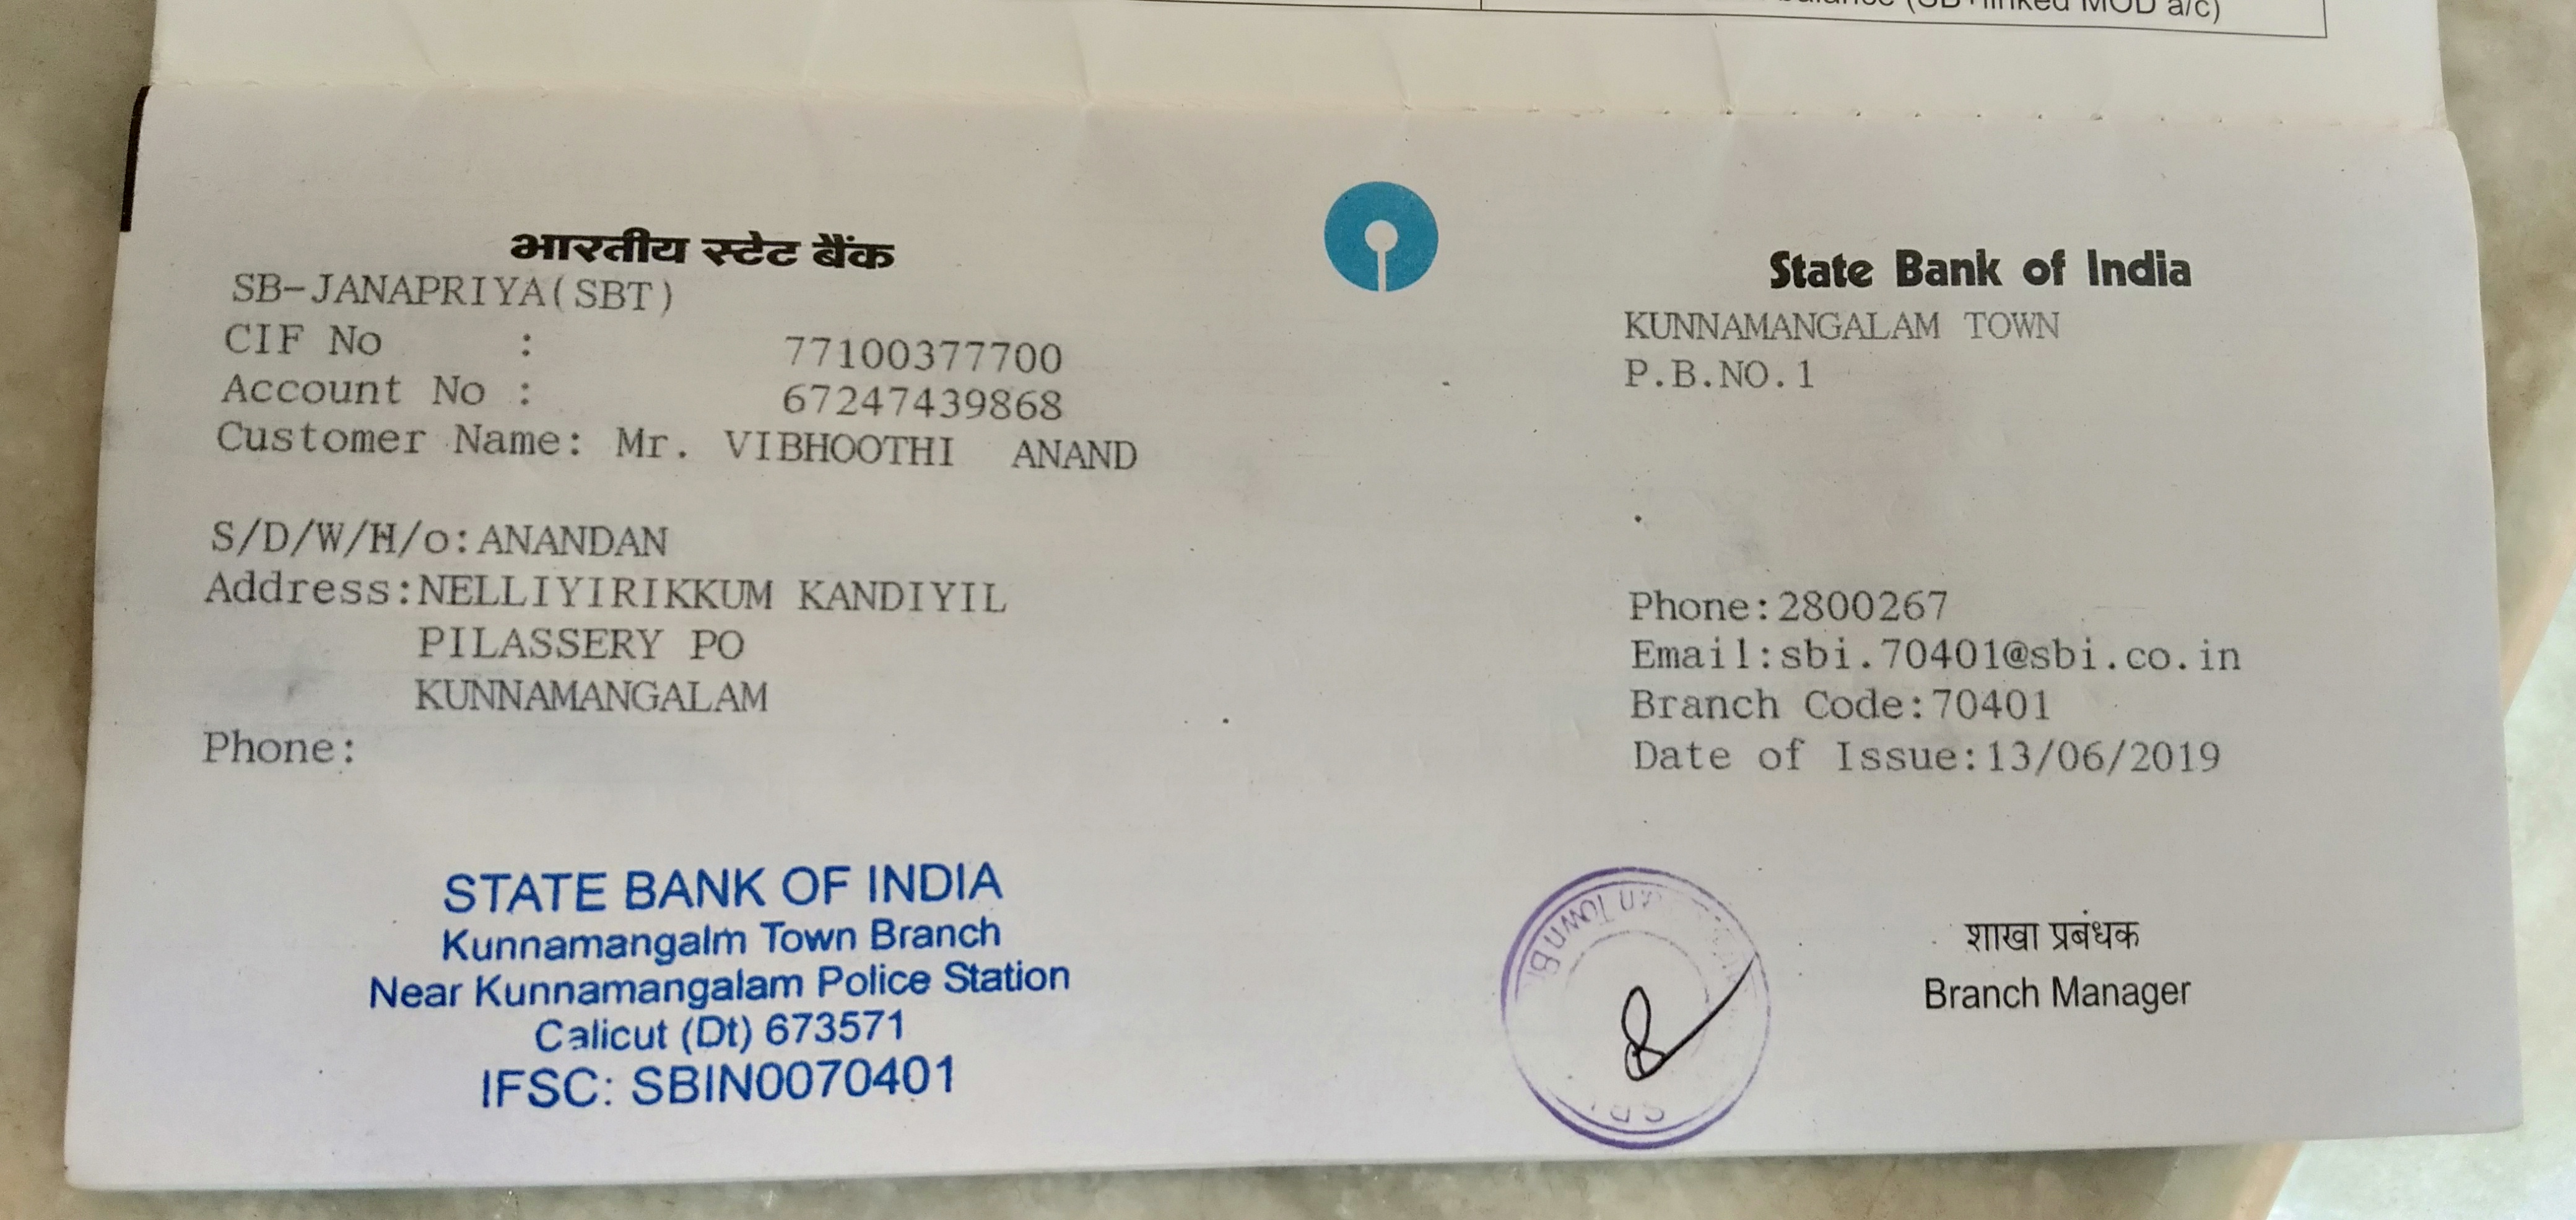 (SB+linked MOD a/c)
भारतीय स्टेट बैंक
SB-JANAPRIYA(SBT)
CIF No : 77100377700
Account No : 67247439868
Customer Name: Mr. VIBHOOTHI ANAND
S/D/W/H/o:ANANDAN
Address:NELLIYIRIKKUM KANDIYIL
PILASSERY PO
KUNNAMANGALAM
Phone:
STATE BANK OF INDIA
Kunnamangalm Town Branch
Near Kunnamangalam Police Station
Calicut (Dt) 673571
IFSC: SBIN0070401
State Bank of India
KUNNAMANGALAM TOWN
P.B.NO.1
Phone:2800267
Email:sbi.70401@sbi.co.in
Branch Code:70401
Date of Issue:13/06/2019
शाखा प्रबंधक
Branch Manager